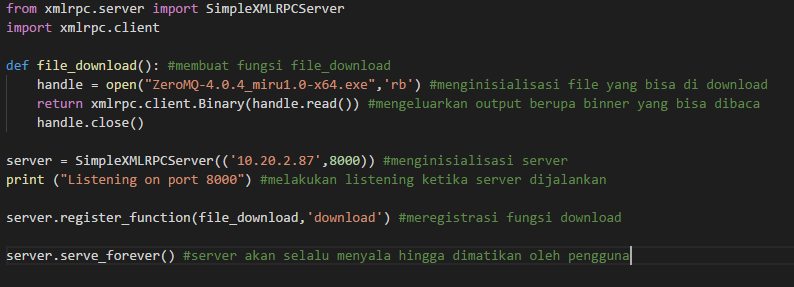 from xmlrpc.server import SimpleXMLRPCServer
import xmlrpc.client
def file_download(): #membuat fungsi file_download
    handle = open("ZeroMQ-4.0.4_miru1.0-x64.exe",'rb') #menginisialisasi file yang bisa di download
    return xmlrpc.client.Binary(handle.read()) #mengeluarkan output berupa binner yang bisa dibaca
    handle.close()
server = SimpleXMLRPCServer(('10.20.2.87',8000)) #menginisialisasi server
print ("Listening on port 8000") #melakukan listening ketika server dijalankan
server.register_function(file_download,'download') #meregistrasi fungsi download
server.serve_forever() #server akan selalu menyala hingga dimatikan oleh pengguna